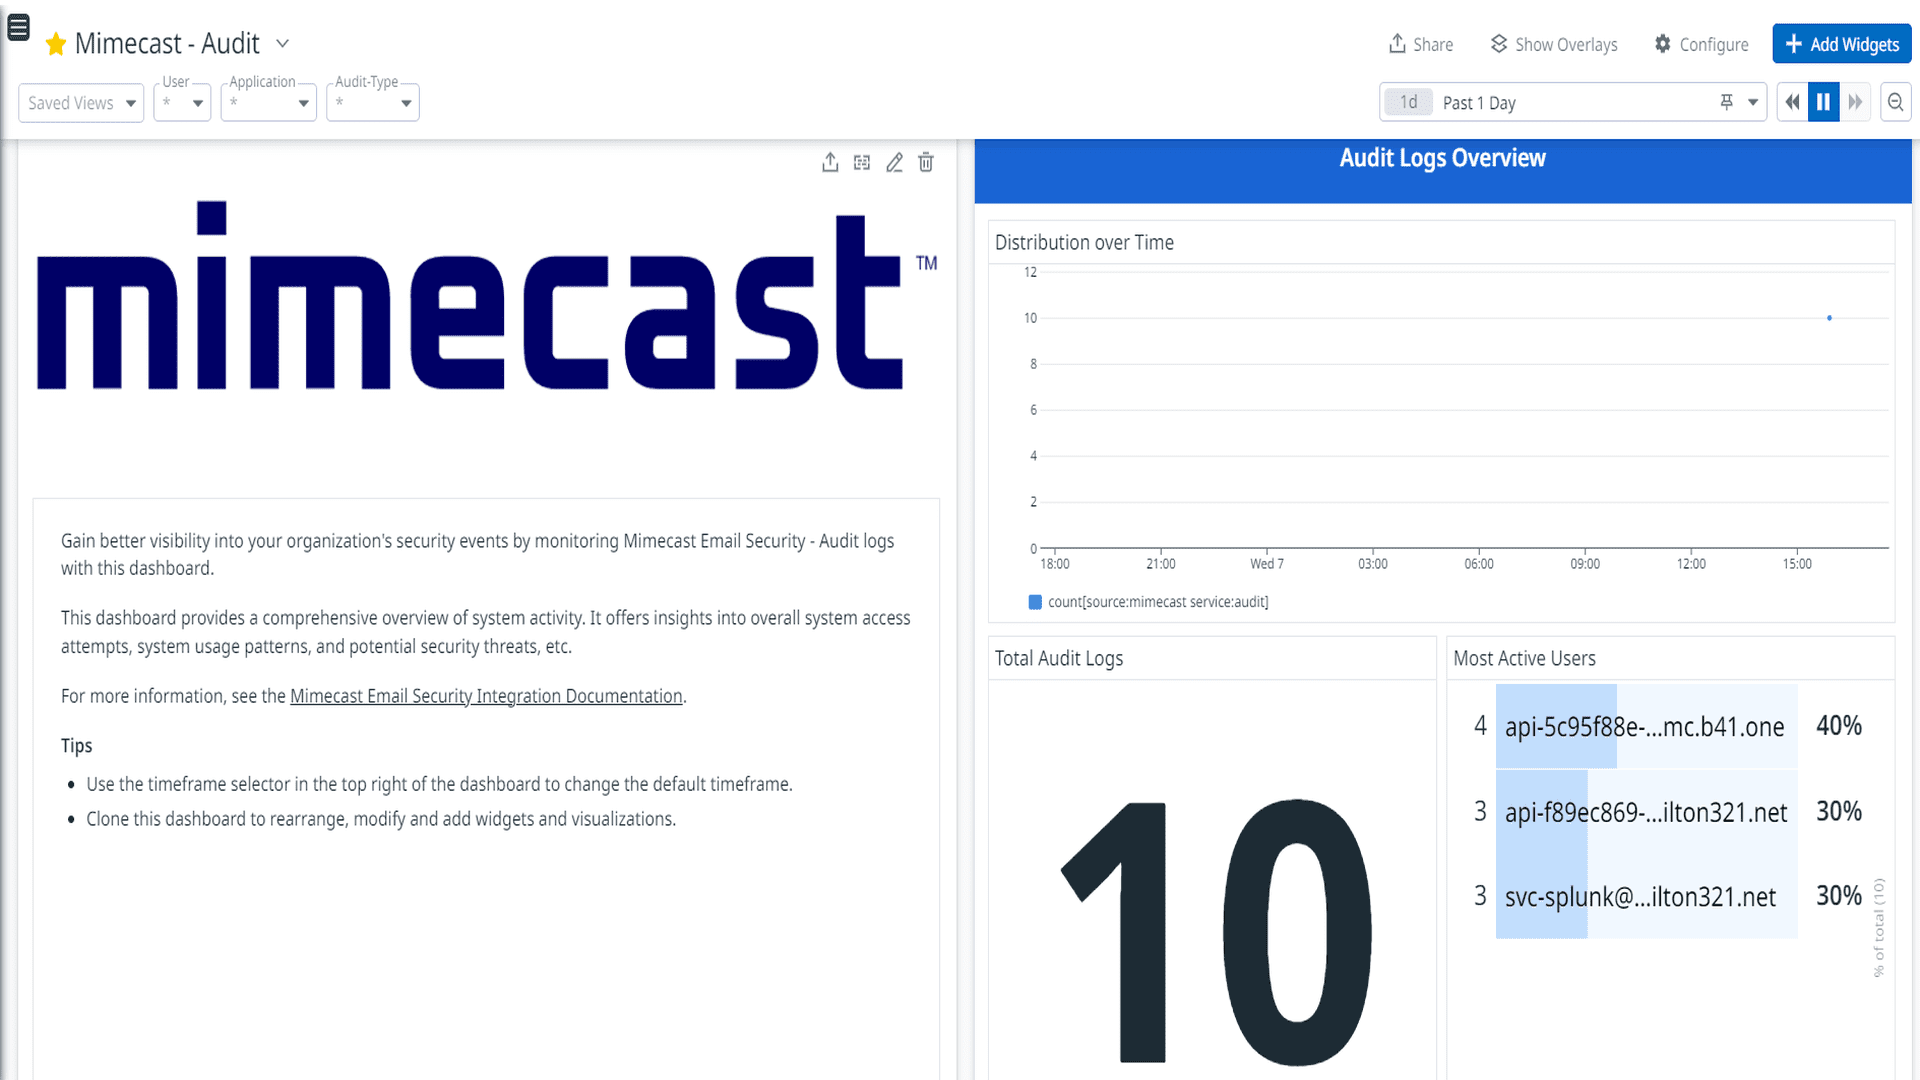 Mimecast - Audit
Share
Show Overlays
Configure
Add Widgets
Saved Views
User
*
Application
*
Audit-Type
*
1d
Past 1 Day
mimecast™
Gain better visibility into your organization's security events by monitoring Mimecast Email Security - Audit logs
with this dashboard.
This dashboard provides a comprehensive overview of system activity. It offers insights into overall system access
attempts, system usage patterns, and potential security threats, etc.
For more information, see the Mimecast Email Security Integration Documentation.
Tips
• Use the timeframe selector in the top right of the dashboard to change the default timeframe.
• Clone this dashboard to rearrange, modify and add widgets and visualizations.
Audit Logs Overview
Distribution over Time
12
10
8
6
4
2
0
18:00 21:00 Wed 7 03:00 06:00 09:00 12:00 15:00
count[source:mimecast service:audit]
Total Audit Logs
10
Most Active Users
4 api-5c95f88e-...mc.b41.one 40%
3 api-f89ec869-...ilton321.net 30%
3 svc-splunk@...ilton321.net 30%
% of total (10)